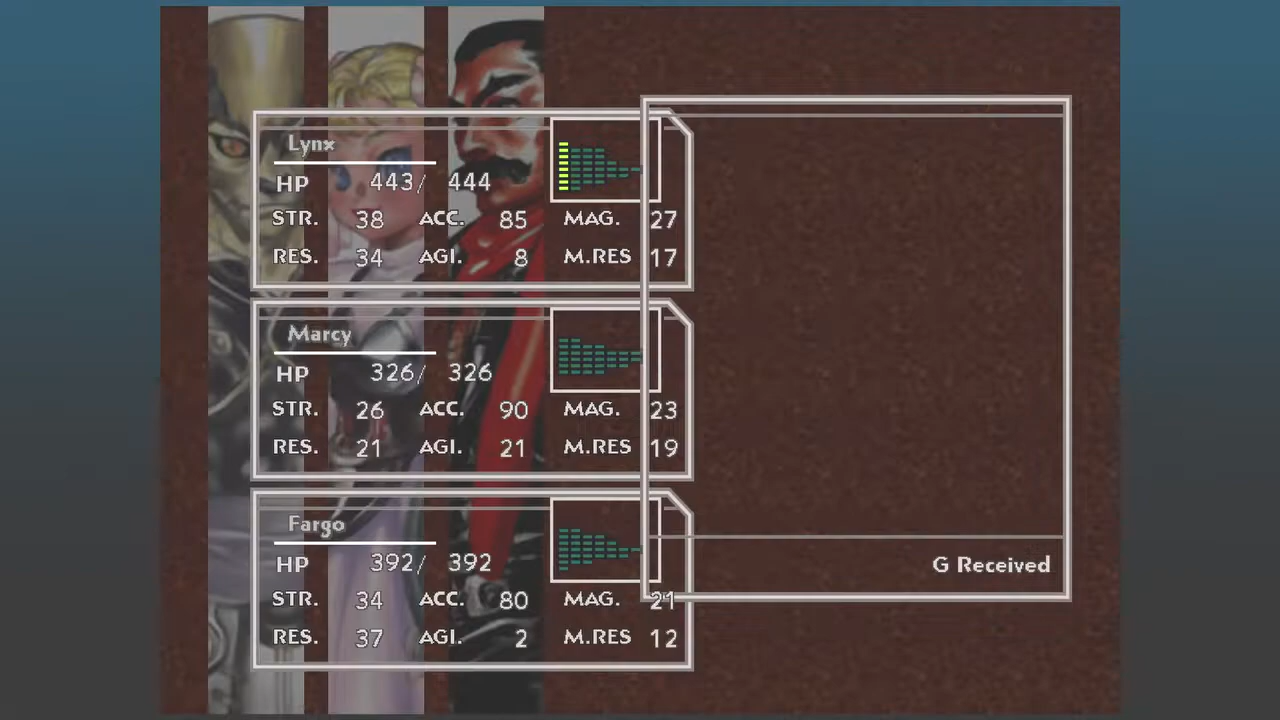 Lynx
HP 443/ 444
STR. 38 ACC. 85 MAG. 27
RES. 34 AGI. 8 M.RES 17
Marcy
HP 326/ 326
STR. 26 ACC. 90 MAG. 23
RES. 21 AGI. 21 M.RES 19
Fargo
HP 392/ 392
G Received
STR. 34 ACC. 80 MAG. 21
RES. 37 AGI. 2 M.RES 12